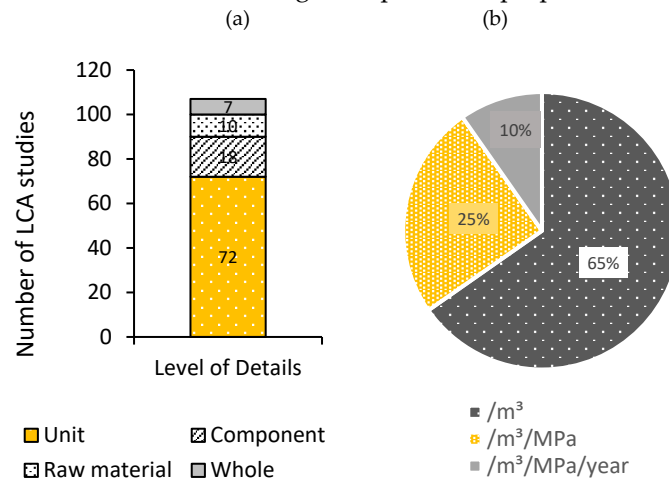 (a) (b)
120
100
80
60
40
20
0
Number of LCA studies
7
10
18
72
Level of Details
Unit Component
Raw material Whole
10%
25%
65%
/m³
/m³/MPa
/m³/MPa/year